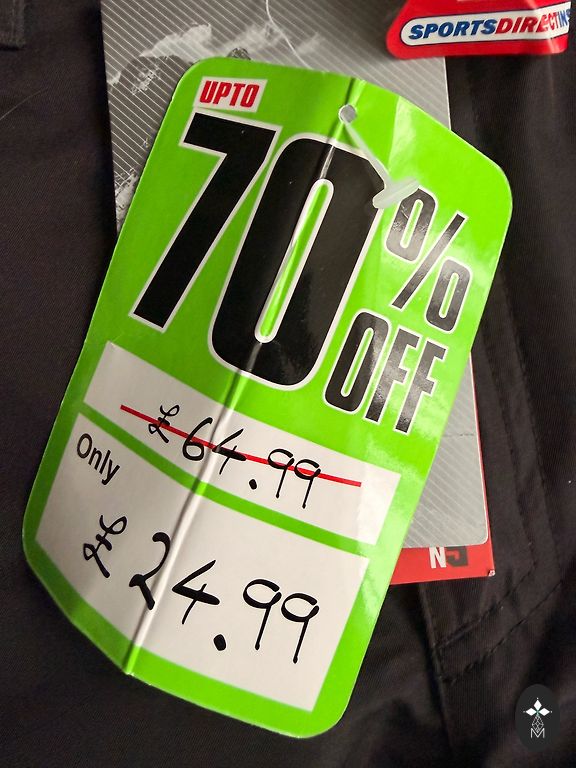 SPORTSDIRECT
UPTO
70%
OFF
£64.99
Only
£24.99